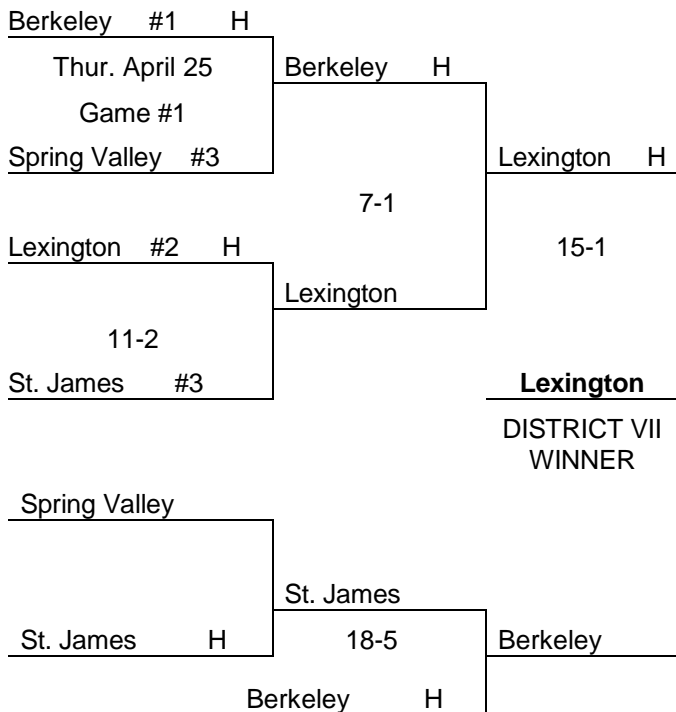 Berkeley #1 H
Thur. April 25
Berkeley H
Game #1
Spring Valley #3
Lexington H
7-1
Lexington #2 H
15-1
Lexington
11-2
St. James #3
Lexington
DISTRICT VII
WINNER
Spring Valley
St. James
St. James H
18-5
Berkeley
Berkeley H